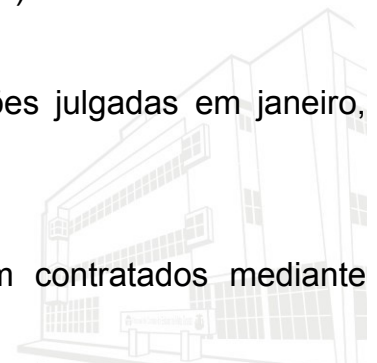 )
ões julgadas em janeiro,
m contratados mediante